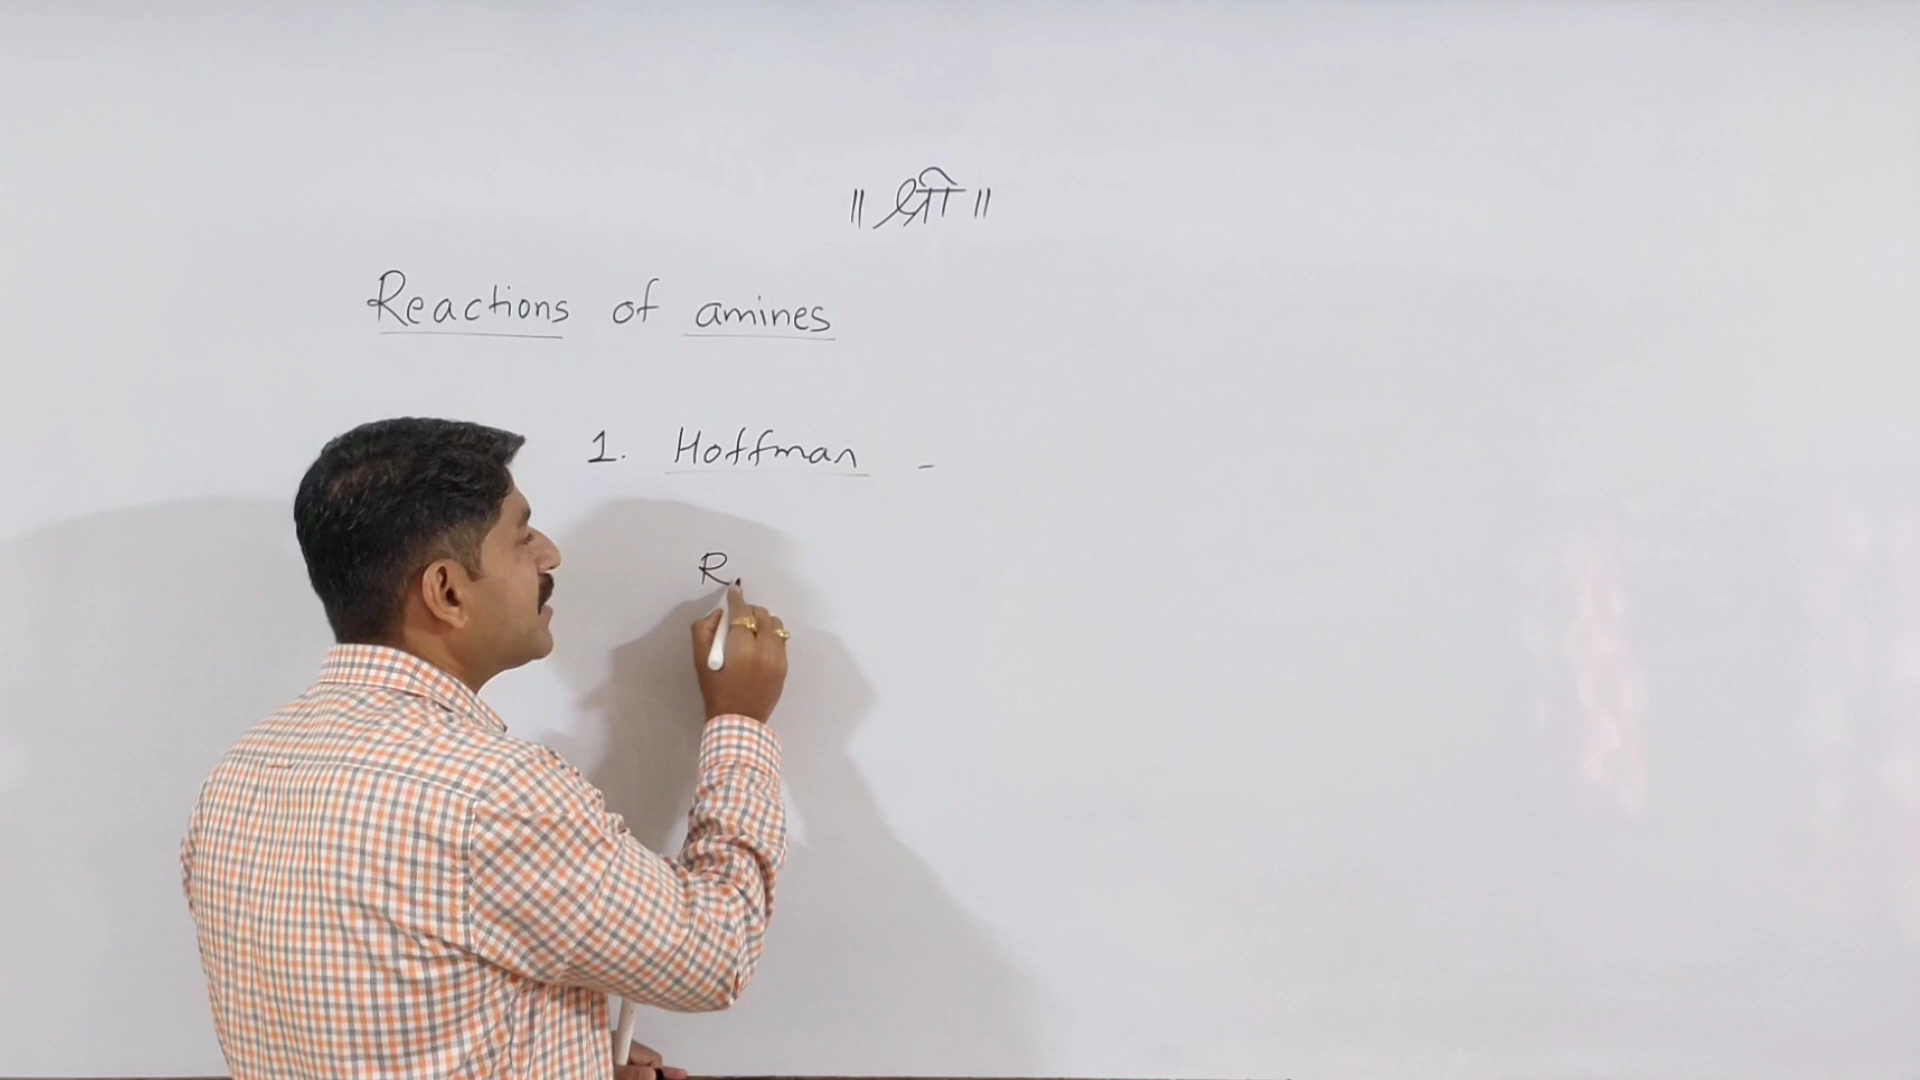 ॥ श्री ॥
Reactions of amines
1. Hoffman -
R